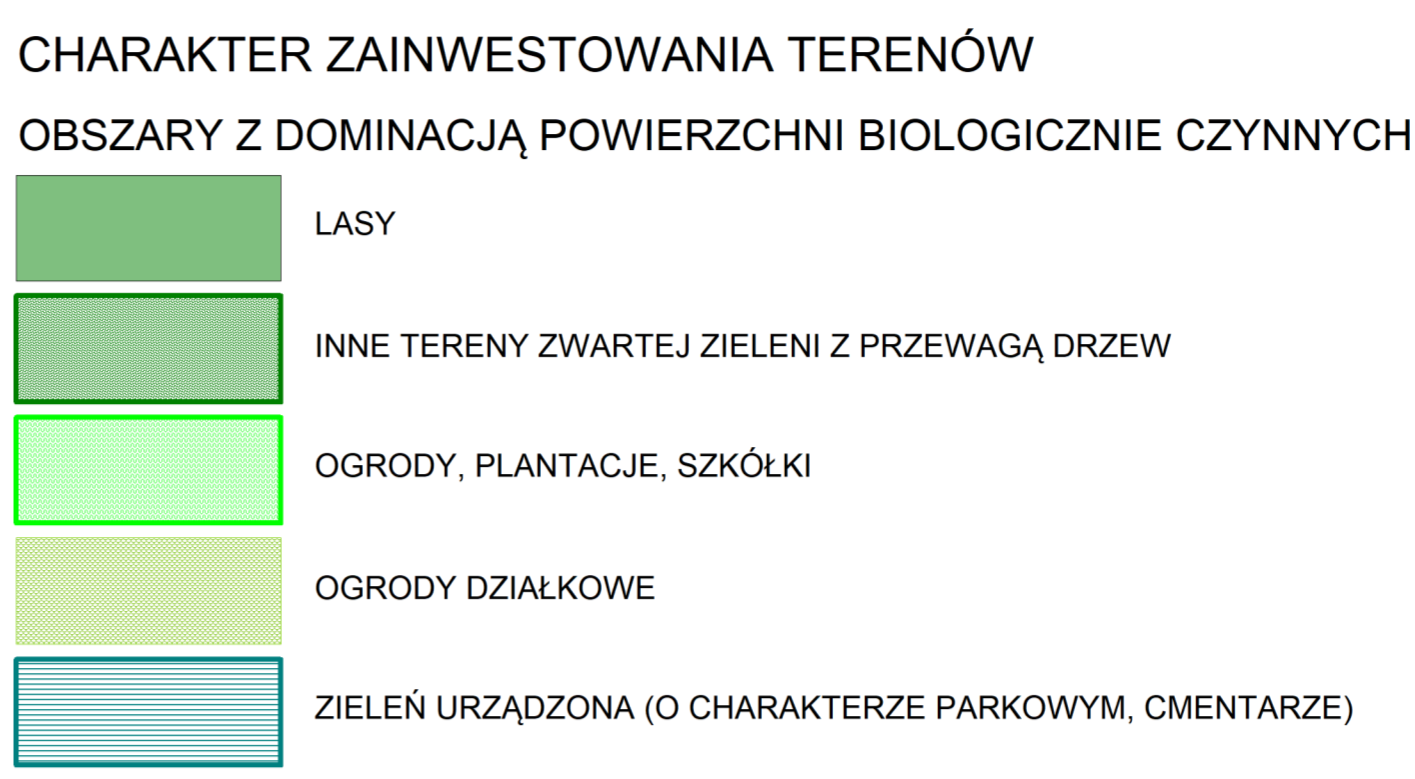 CHARAKTER ZAINWESTOWANIA TERENÓW
OBSZARY Z DOMINACJĄ POWIERZCHNI BIOLOGICZNIE CZYNNYCH
LASY
INNE TERENY ZWARTEJ ZIELENI Z PRZEWAGĄ DRZEW
OGRODY, PLANTACJE, SZKÓŁKI
OGRODY DZIAŁKOWE
ZIELEŃ URZĄDZONA (O CHARAKTERZE PARKOWYM, CMENTARZE)